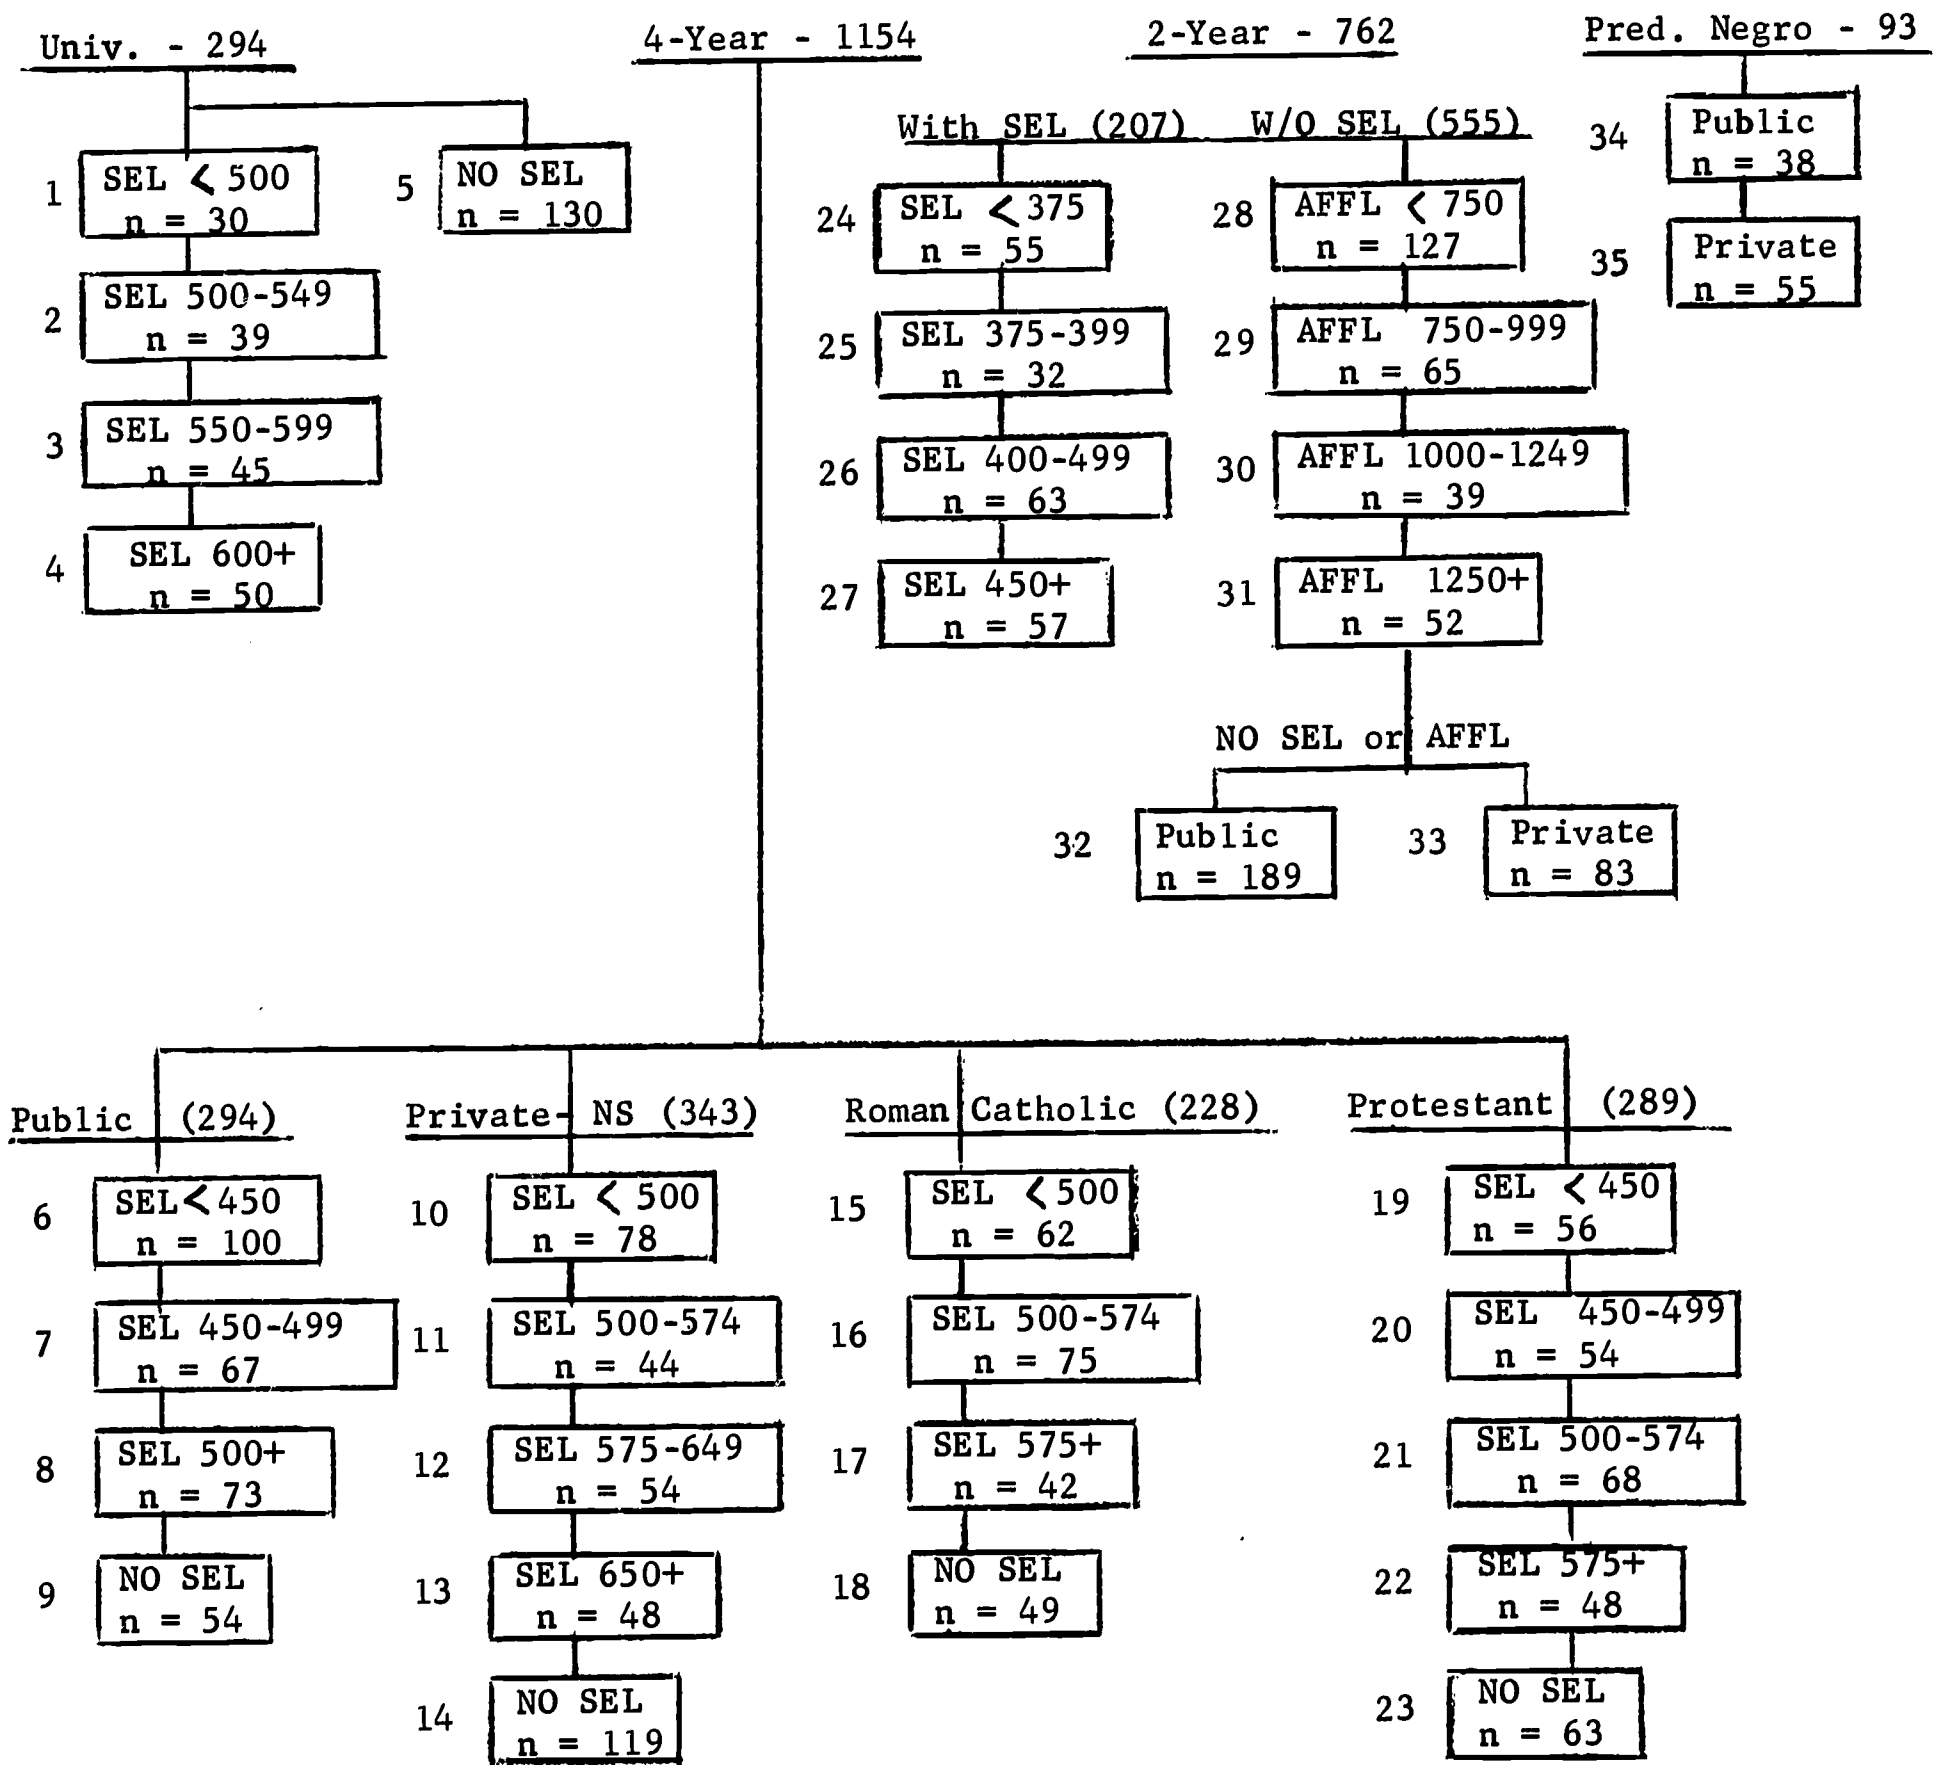 Univ. - 294
1
SEL < 500
n = 30
5
NO SEL
n = 130
2
SEL 500-549
n = 39
3
SEL 550-599
n = 45
4
SEL 600+
n = 50
4-Year - 1154
2-Year - 762
With SEL (207)
24
SEL < 375
n = 55
25
SEL 375-399
n = 32
26
SEL 400-499
n = 63
27
SEL 450+
n = 57
W/O SEL (555)
28
AFFL < 750
n = 127
29
AFFL 750-999
n = 65
30
AFFL 1000-1249
n = 39
31
AFFL 1250+
n = 52
NO SEL or AFFL
32
Public
n = 189
33
Private
n = 83
Pred. Negro - 93
34
Public
n = 38
35
Private
n = 55
Public (294)
6
SEL < 450
n = 100
7
SEL 450-499
n = 67
8
SEL 500+
n = 73
9
NO SEL
n = 54
Private- NS (343)
10
SEL < 500
n = 78
11
SEL 500-574
n = 44
12
SEL 575-649
n = 54
13
SEL 650+
n = 48
14
NO SEL
n = 119
Roman Catholic (228)
15
SEL < 500
n = 62
16
SEL 500-574
n = 75
17
SEL 575+
n = 42
18
NO SEL
n = 49
Protestant (289)
19
SEL < 450
n = 56
20
SEL 450-499
n = 54
21
SEL 500-574
n = 68
22
SEL 575+
n = 48
23
NO SEL
n = 63